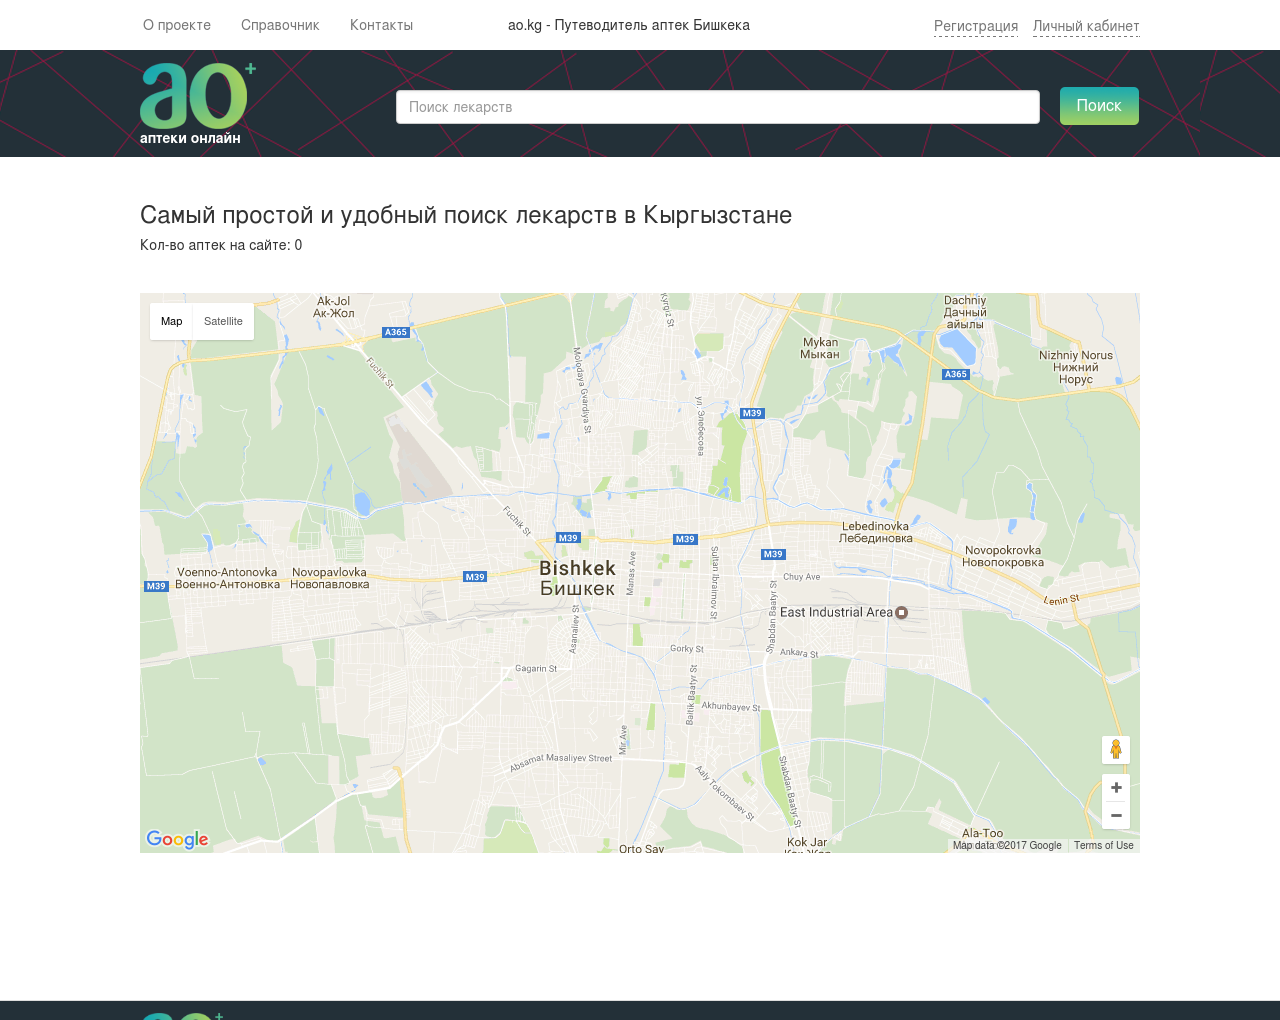 О проекте
Справочник
Контакты
ao.kg - Путеводитель аптек Бишкека
Регистрация
Личный кабинет
ao+
аптеки онлайн
Поиск лекарств
Поиск
Самый простой и удобный поиск лекарств в Кыргызстане
Кол-во аптек на сайте: 0
Map
Satellite
Ak-Jol
Ак-Жол
A365
Fuchik St
Molodaya Gvardiya St
Kyrgiz St
ул. Элебесова
Mykan
Мыкан
Dachniy
Дачный
айылы
A365
Nizhniy Norus
Нижний
Норус
M39
Fuchik St
M39
M39
M39
Lebedinovka
Лебединовка
Novopokrovka
Новопокровка
Bishkek
Бишкек
Manas Ave
Sultan Ibraimov St
Chuy Ave
Shabdan Baatyr St
M39
Voenno-Antonovka
Военно-Антоновка
Novopavlovka
Новопавловка
M39
Lenin St
East Industrial Area
Asanaliev St
Gorky St
Ankara St
Gagarin St
Baitik Baatyr St
Akhunbayev St
Mir Ave
Absamat Masaliyev Street
Aaly Tokombaev St
Shabdan Baatyr St
Orto Say
Kok Jar
Кок Жар
Ala-Too
Google
Map data ©2017 Google
Terms of Use
ao+